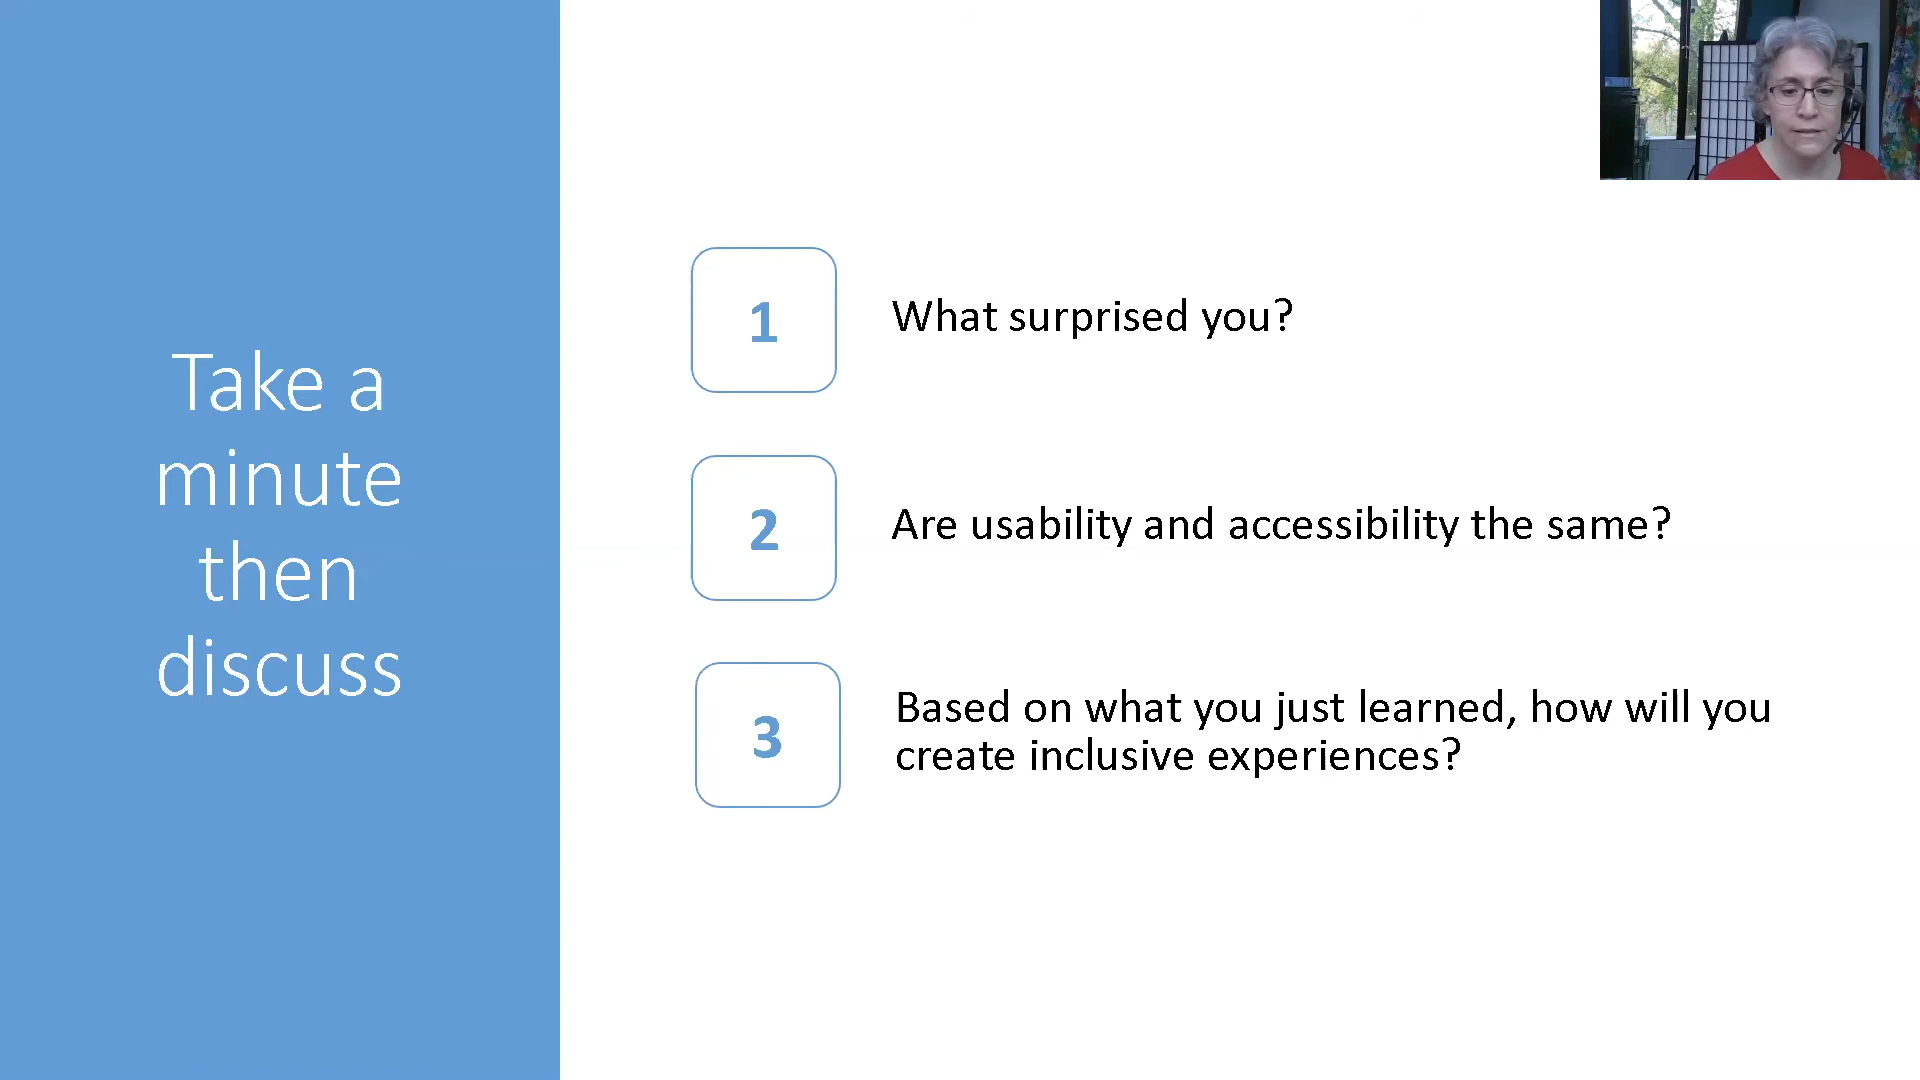 Take a
minute
then
discuss
1
What surprised you?
2
Are usability and accessibility the same?
3
Based on what you just learned, how will you
create inclusive experiences?